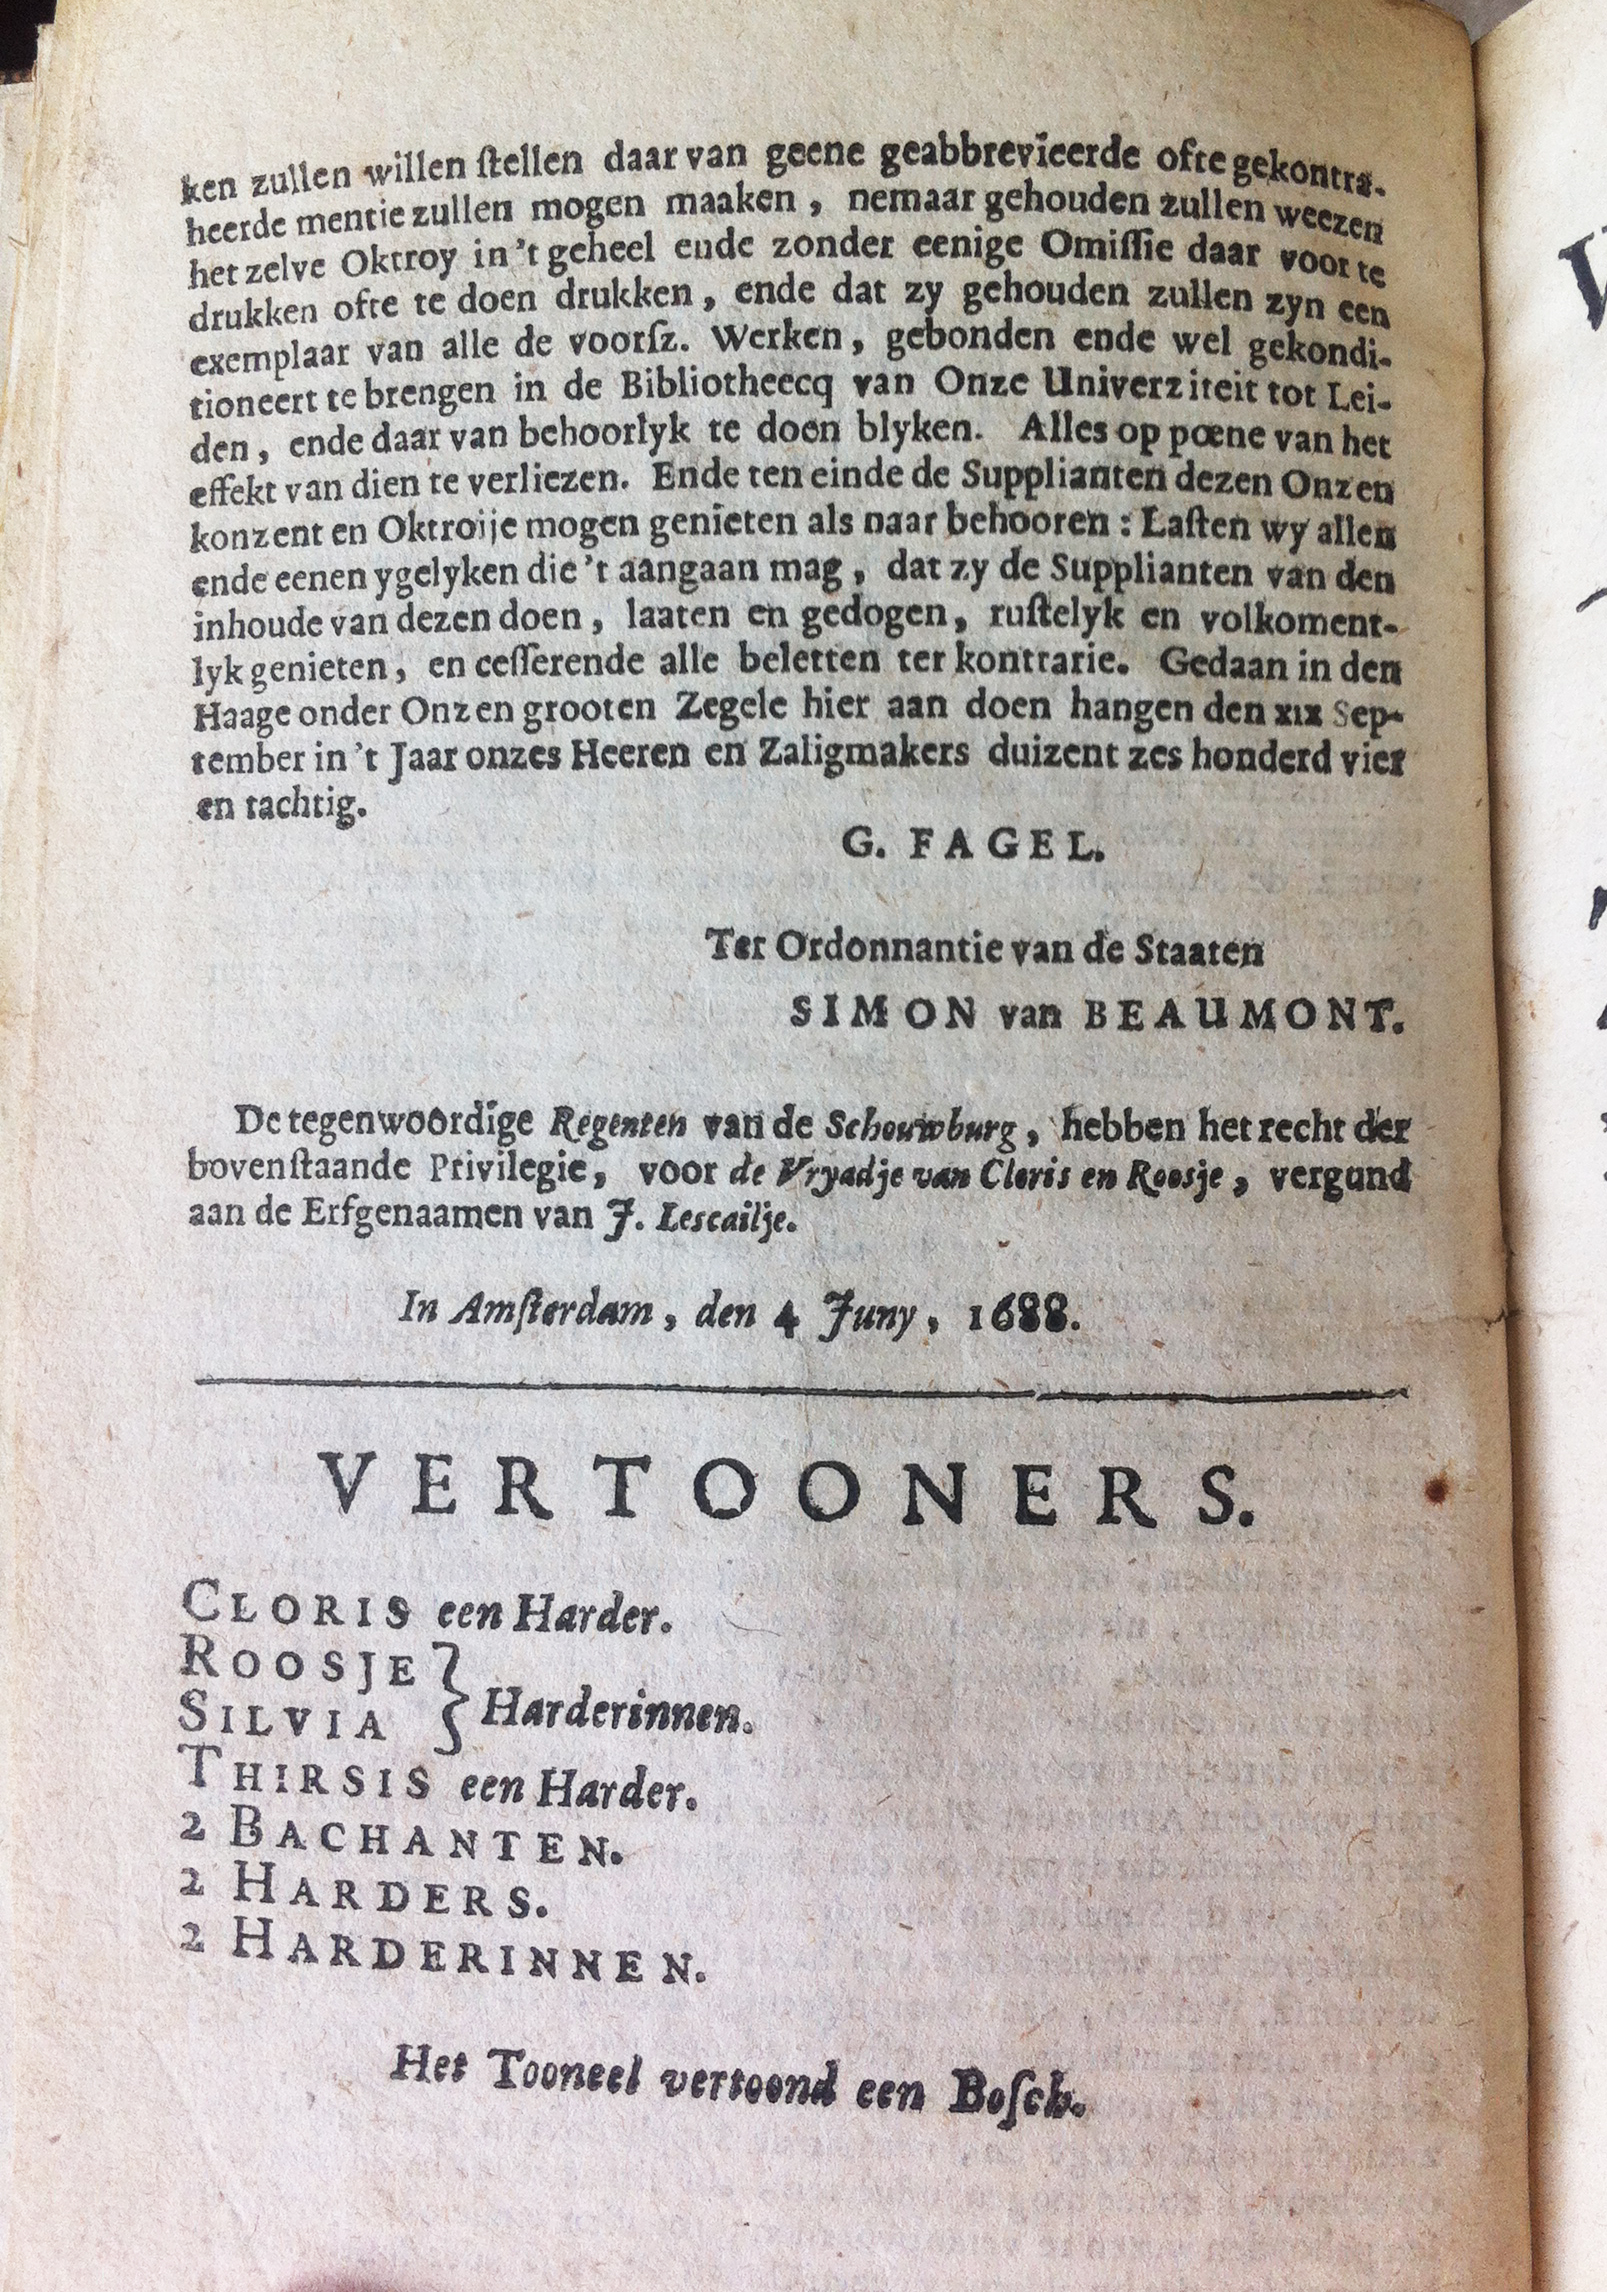 ken zullen willen ſtellen daar van geene geabbrevieerde ofte gekontra-
heerde mentie zullen mogen maaken, nemaar gehouden zullen weezen
het zelve Oktroy in 't geheel ende zonder eenige Omiſſie daar voor te
drukken ofte te doen drukken, ende dat zy gehouden zullen zyn een
exemplaar van alle de voorſz. Werken, gebonden ende wel gekondi-
tioneert te brengen in de Bibliotheecq van Onze Univerziteit tot Lei-
den, ende daar van behoorlyk te doen blyken. Alles op pœne van het
effekt van dien te verliezen. Ende ten einde de Supplianten dezen Onzen
konzent en Oktroije mogen genieten als naar behooren: Laſten wy allen
ende eenen ygelyken die 't aangaan mag, dat zy de Supplianten van den
inhoude van dezen doen, laaten en gedogen, ruſtelyk en volkoment-
lyk genieten, en ceſſerende alle beletten ter kontrarie. Gedaan in den
Haage onder Onzen grooten Zegele hier aan doen hangen den xix Sep-
tember in 't Jaar onzes Heeren en Zaligmakers duizent zes honderd vier
en tachtig.
G. FAGEL.
Ter Ordonnantie van de Staaten
SIMON van BEAUMONT.
De tegenwoordige Regenten van de Schouwburg, hebben het recht der
bovenſtaande Privilegie, voor de Vryadje van Cloris en Roosje, vergund
aan de Erfgenaamen van J. Lescailje.
In Amſterdam, den 4 Juny, 1688.
VERTOONERS.
CLORIS een Harder.
ROOSJE }
SILVIA } Harderinnen.
THIRSIS een Harder.
2 BACHANTEN.
2 HARDERS.
2 HARDERINNEN.
Het Tooneel vertoond een Boſch.